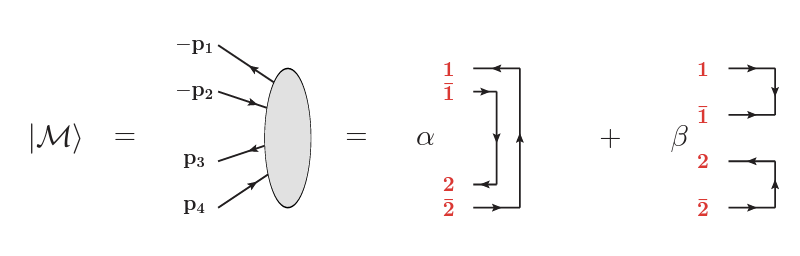 −p₁
−p₂
|ℳ⟩ = = α + β
p₃
p₄
1
1̄
2
2̄
1
1̄
2
2̄